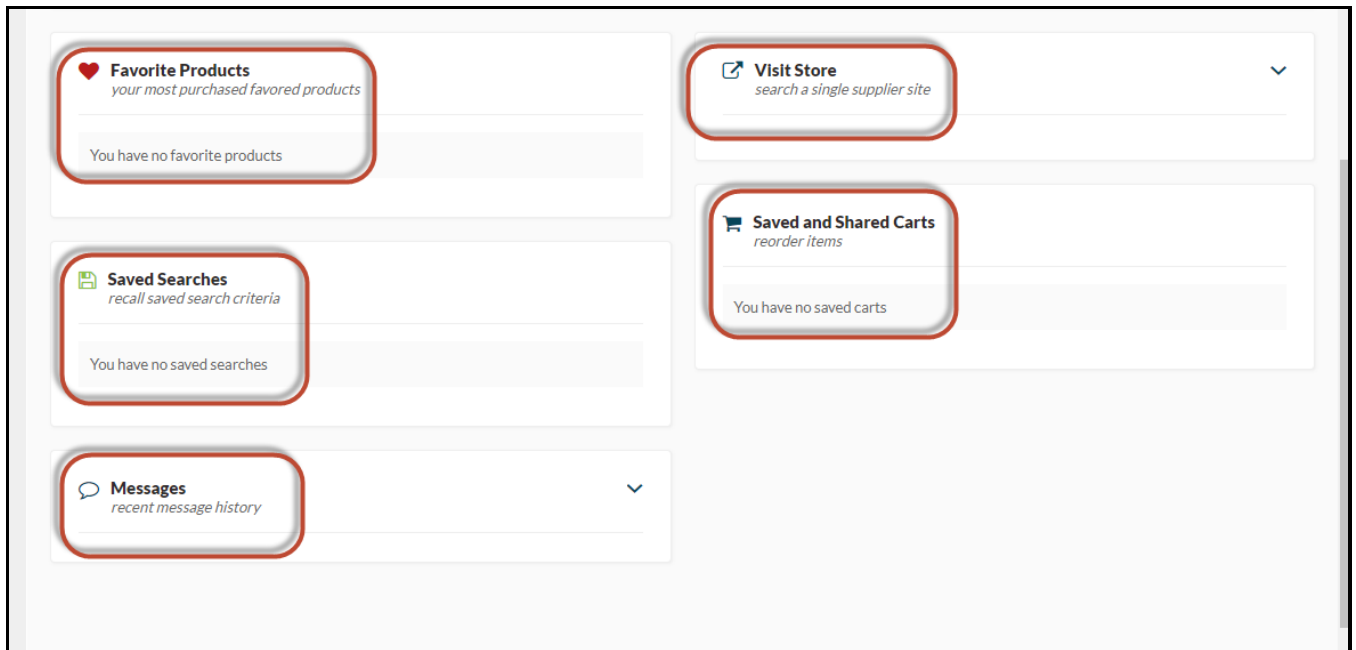 Favorite Products
your most purchased favored products
You have no favorite products
Saved Searches
recall saved search criteria
You have no saved searches
Messages
recent message history
Visit Store
search a single supplier site
Saved and Shared Carts
reorder items
You have no saved carts